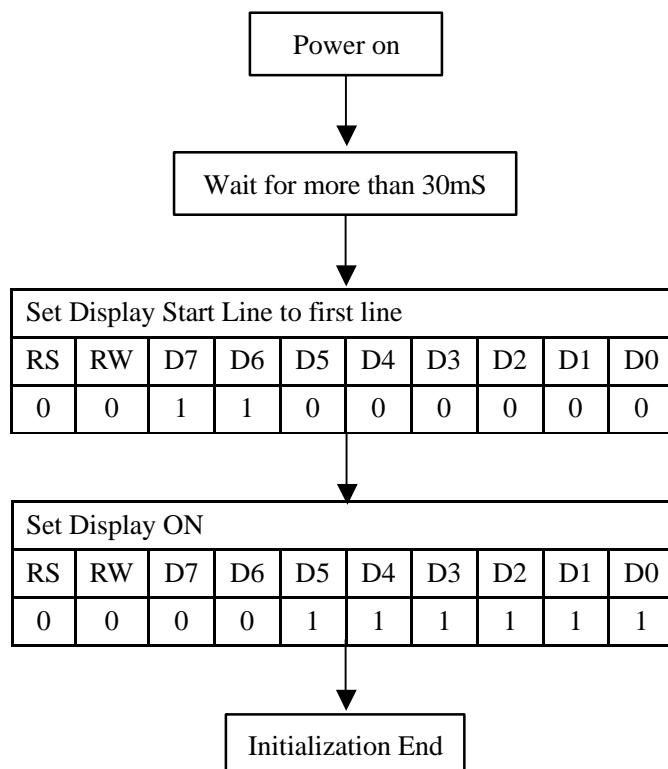 Power on
Wait for more than 30mS
Set Display Start Line to first line
RS RW D7 D6 D5 D4 D3 D2 D1 D0
0 0 1 1 0 0 0 0 0 0
Set Display ON
RS RW D7 D6 D5 D4 D3 D2 D1 D0
0 0 0 0 1 1 1 1 1 1
Initialization End